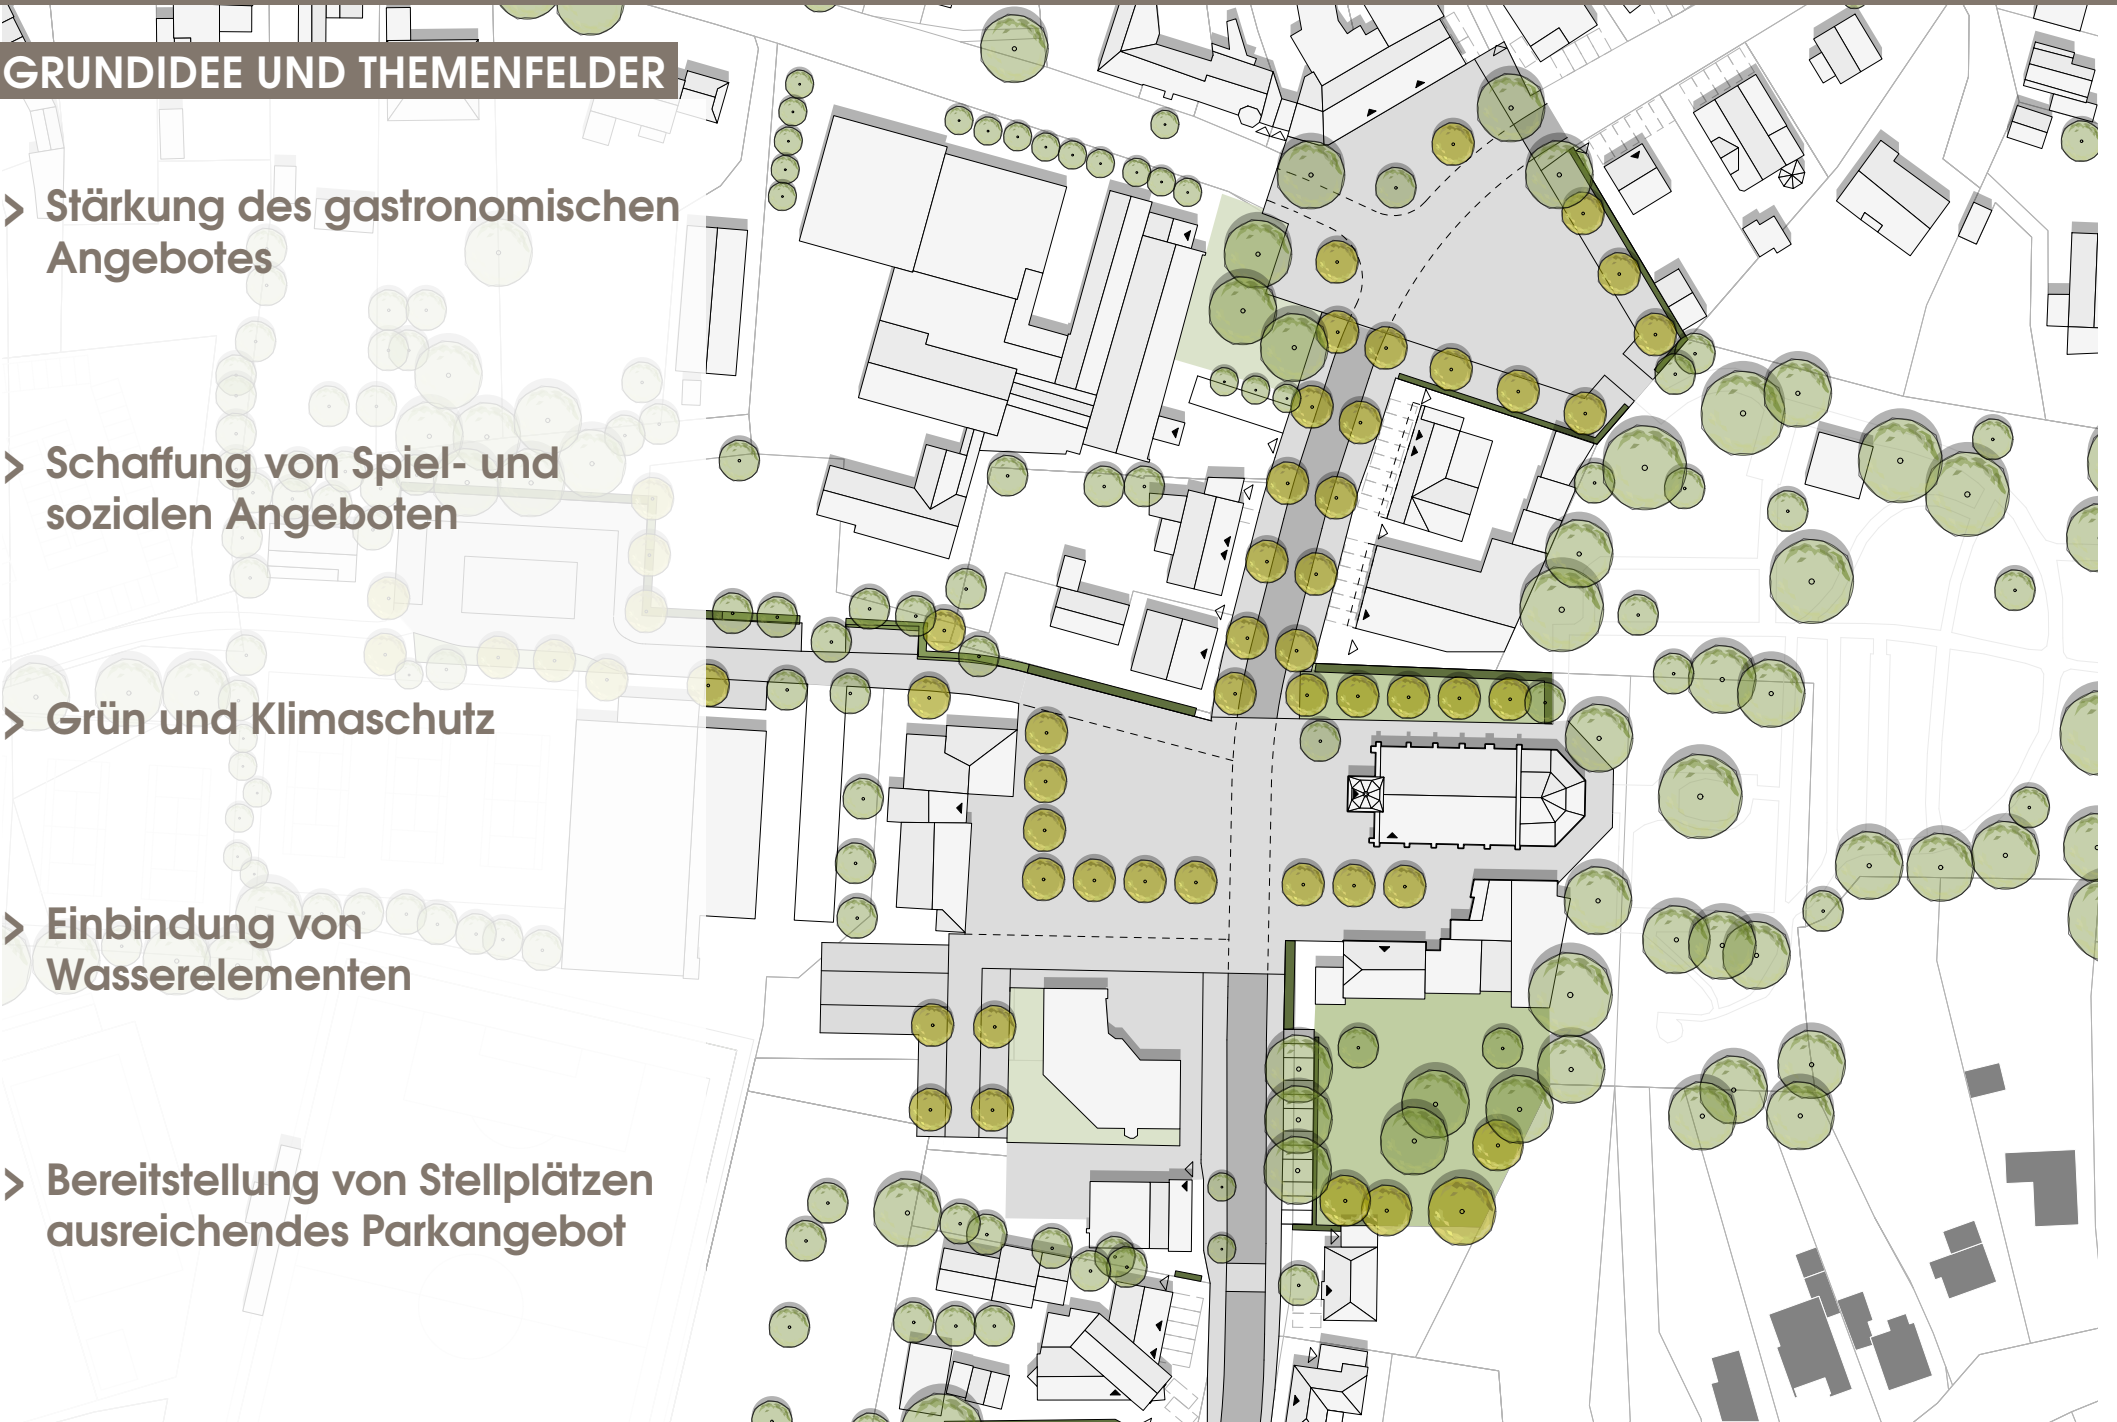 GRUNDIDEE UND THEMENFELDER
> Stärkung des gastronomischen
Angebotes
> Schaffung von Spiel- und
sozialen Angeboten
> Grün und Klimaschutz
> Einbindung von
Wasserelementen
> Bereitstellung von Stellplätzen
ausreichendes Parkangebot